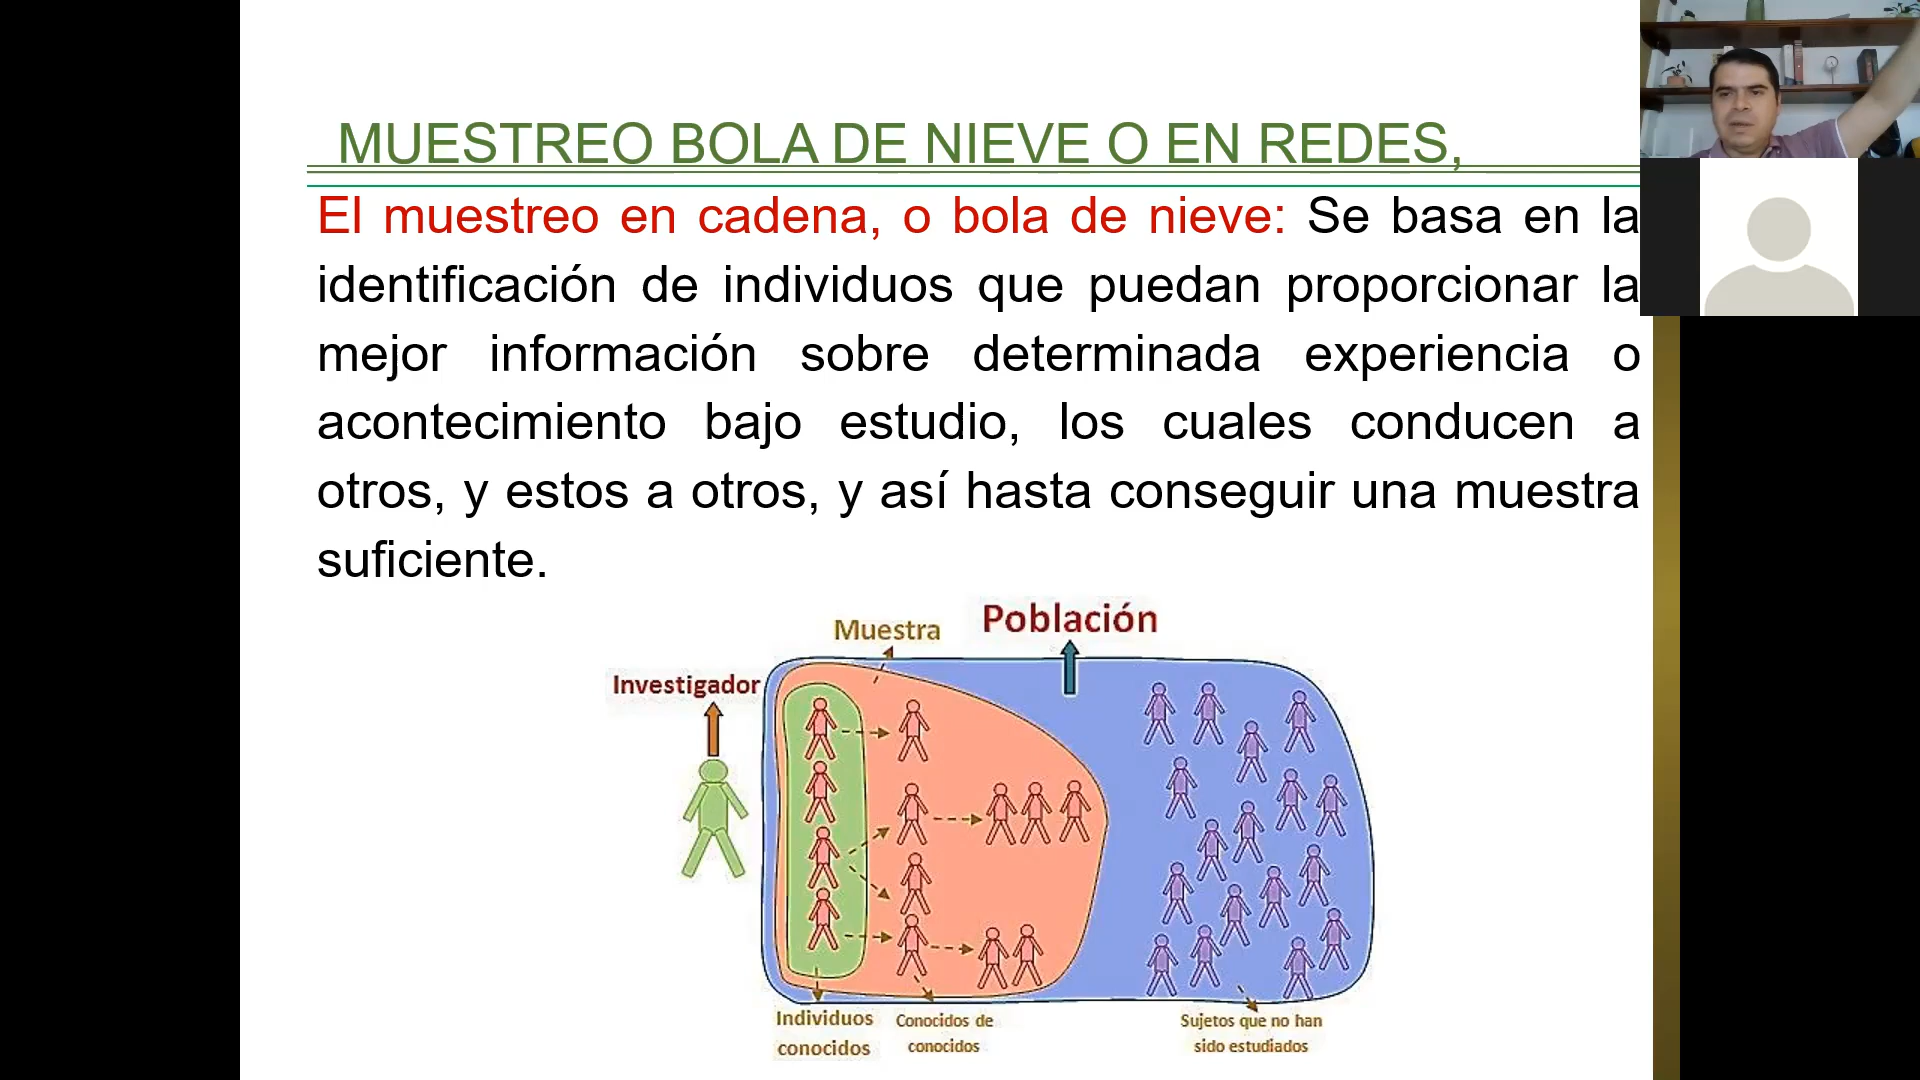 MUESTREO BOLA DE NIEVE O EN REDES,
El muestreo en cadena, o bola de nieve: Se basa en la
identificación de individuos que puedan proporcionar la
mejor información sobre determinada experiencia o
acontecimiento bajo estudio, los cuales conducen a
otros, y estos a otros, y así hasta conseguir una muestra
suficiente.
Población
Muestra
Investigador
Individuos
conocidos
Conocidos de
conocidos
Sujetos que no han
sido estudiados